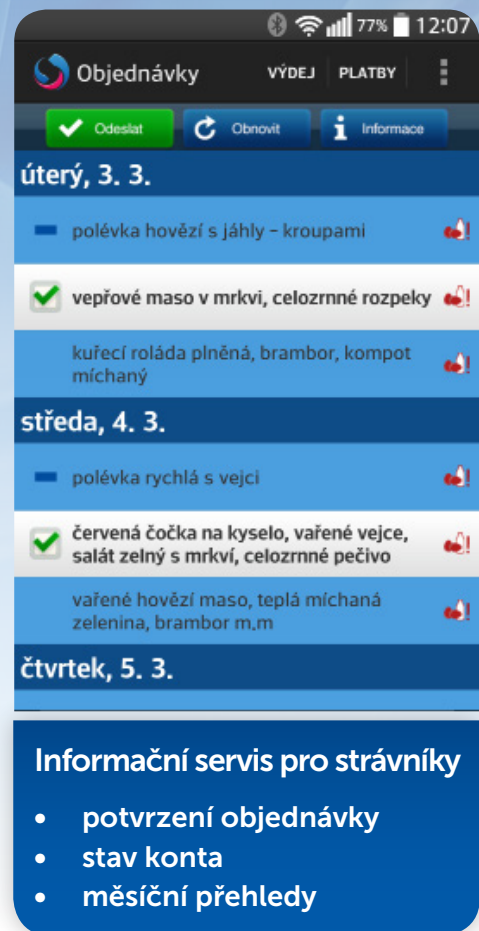 77% 12:07
Objednávky VÝDEJ PLATBY
Odeslat Obnovit Informace
úterý, 3. 3.
polévka hovězí s jáhly - kroupami
vepřové maso v mrkvi, celozrnné rozpeky
kuřecí roláda plněná, brambor, kompot
míchaný
středa, 4. 3.
polévka rychlá s vejci
červená čočka na kyselo, vařené vejce,
salát zelný s mrkví, celozrnné pečivo
vařené hovězí maso, teplá míchaná
zelenina, brambor m.m
čtvrtek, 5. 3.
Informační servis pro strávníky
• potvrzení objednávky
• stav konta
• měsíční přehledy